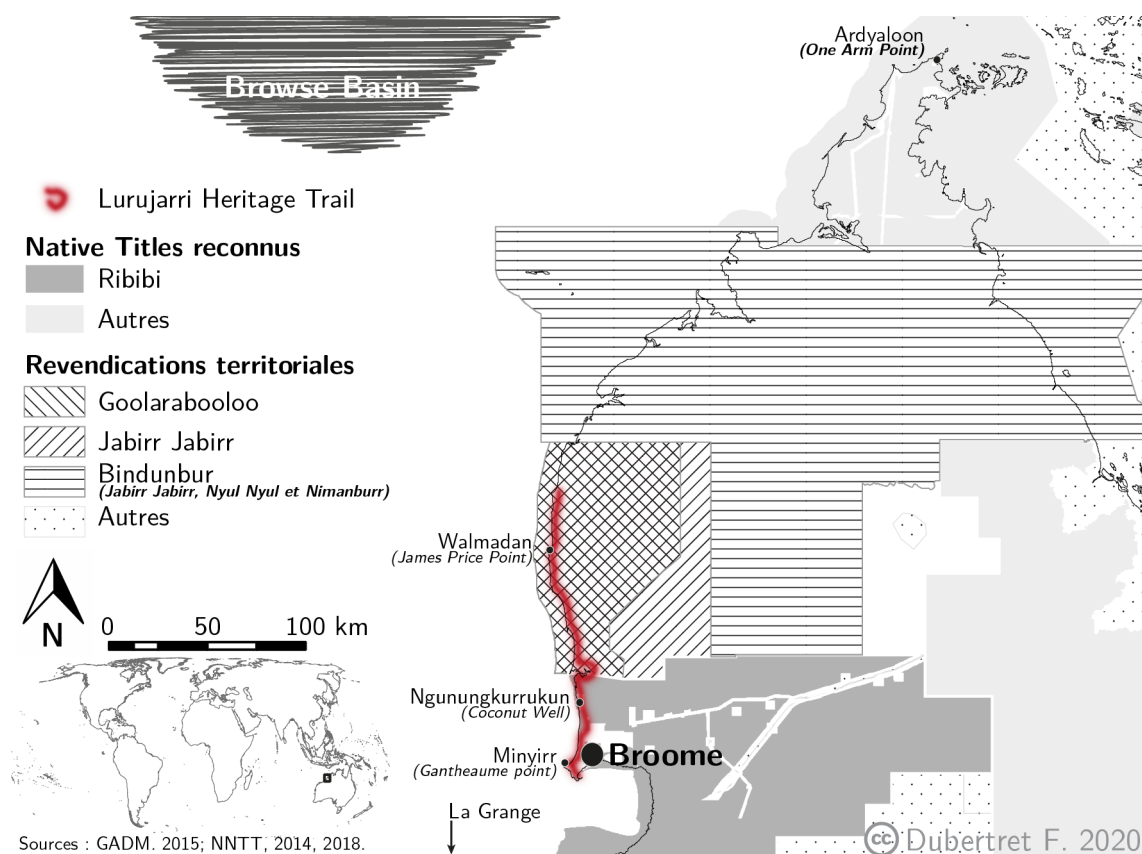 Browse Basin
Ardyaloon
(One Arm Point)
Lurujarri Heritage Trail
Native Titles reconnus
Ribibi
Autres
Revendications territoriales
Goolarabooloo
Jabirr Jabirr
Bindunbur
(Jabirr Jabirr, Nyul Nyul et Nimanburr)
Autres
Walmadan
(James Price Point)
N
0 50 100 km
Ngunungkurrukun
(Coconut Well)
Minyirr
(Gantheaume point)
Broome
La Grange
Sources : GADM. 2015; NNTT, 2014, 2018.
cc Dubertret F. 2020